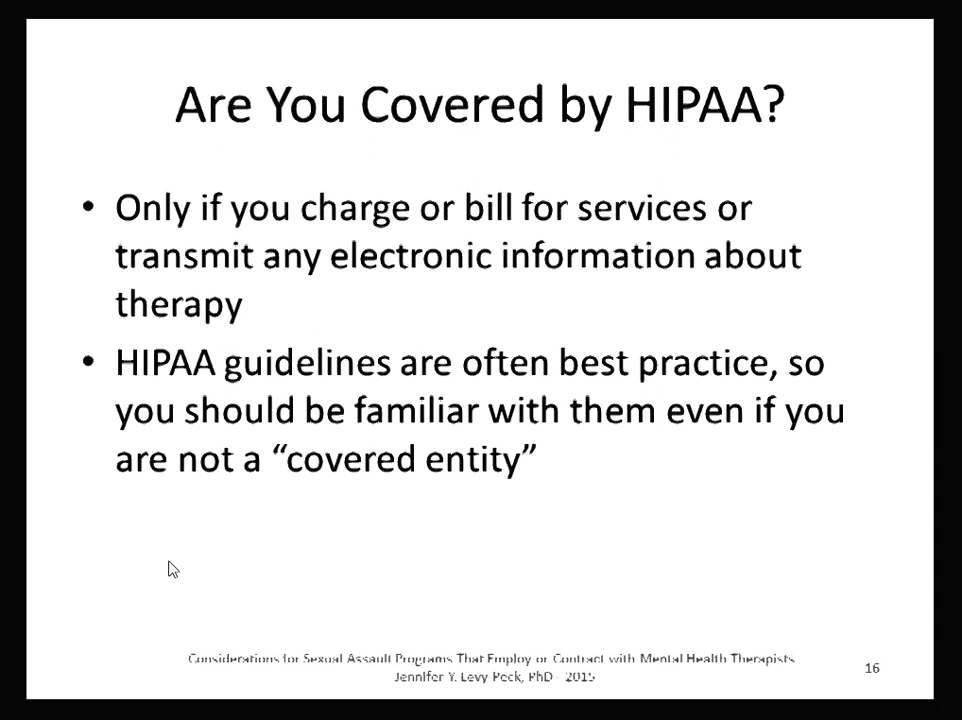 Are You Covered by HIPAA?
• Only if you charge or bill for services or
transmit any electronic information about
therapy
• HIPAA guidelines are often best practice, so
you should be familiar with them even if you
are not a “covered entity”
Considerations for Sexual Assault Programs That Employ or Contract with Mental Health Therapists
Jennifer Y. Levy-Peck, PhD - 2015
16